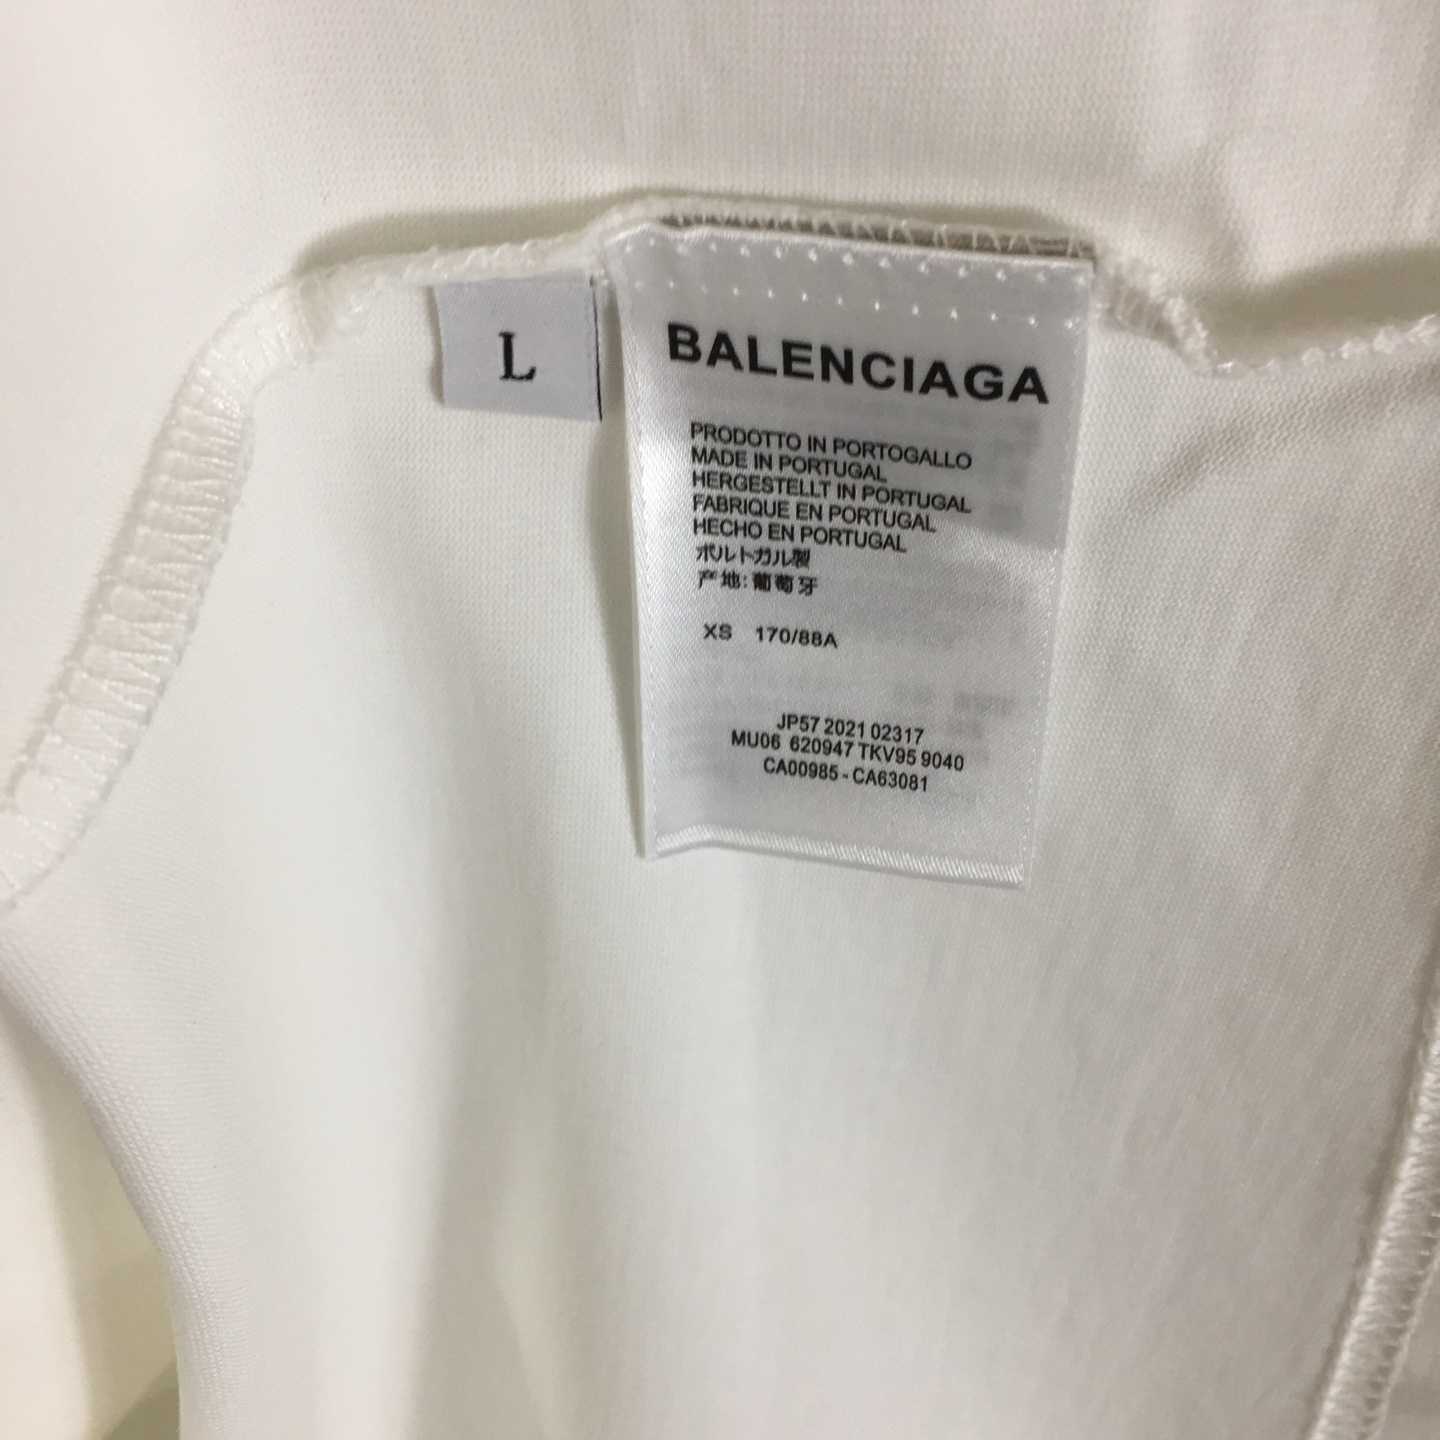 L
BALENCIAGA
PRODOTTO IN PORTOGALLO
MADE IN PORTUGAL
HERGESTELLT IN PORTUGAL
FABRIQUE EN PORTUGAL
HECHO EN PORTUGAL
ポルトガル製
产地:葡萄牙
XS 170/88A
JP57 2021 02317
MU06 620947 TKV95 9040
CA00985 - CA63081